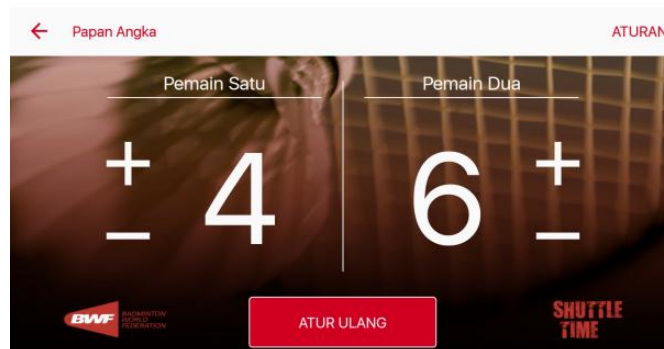 ← Papan Angka
ATURAN
Pemain Satu
Pemain Dua
+ 4
6 +
−
−
BWF BADMINTON
WORLD
FEDERATION
ATUR ULANG
SHUTTLE
TIME